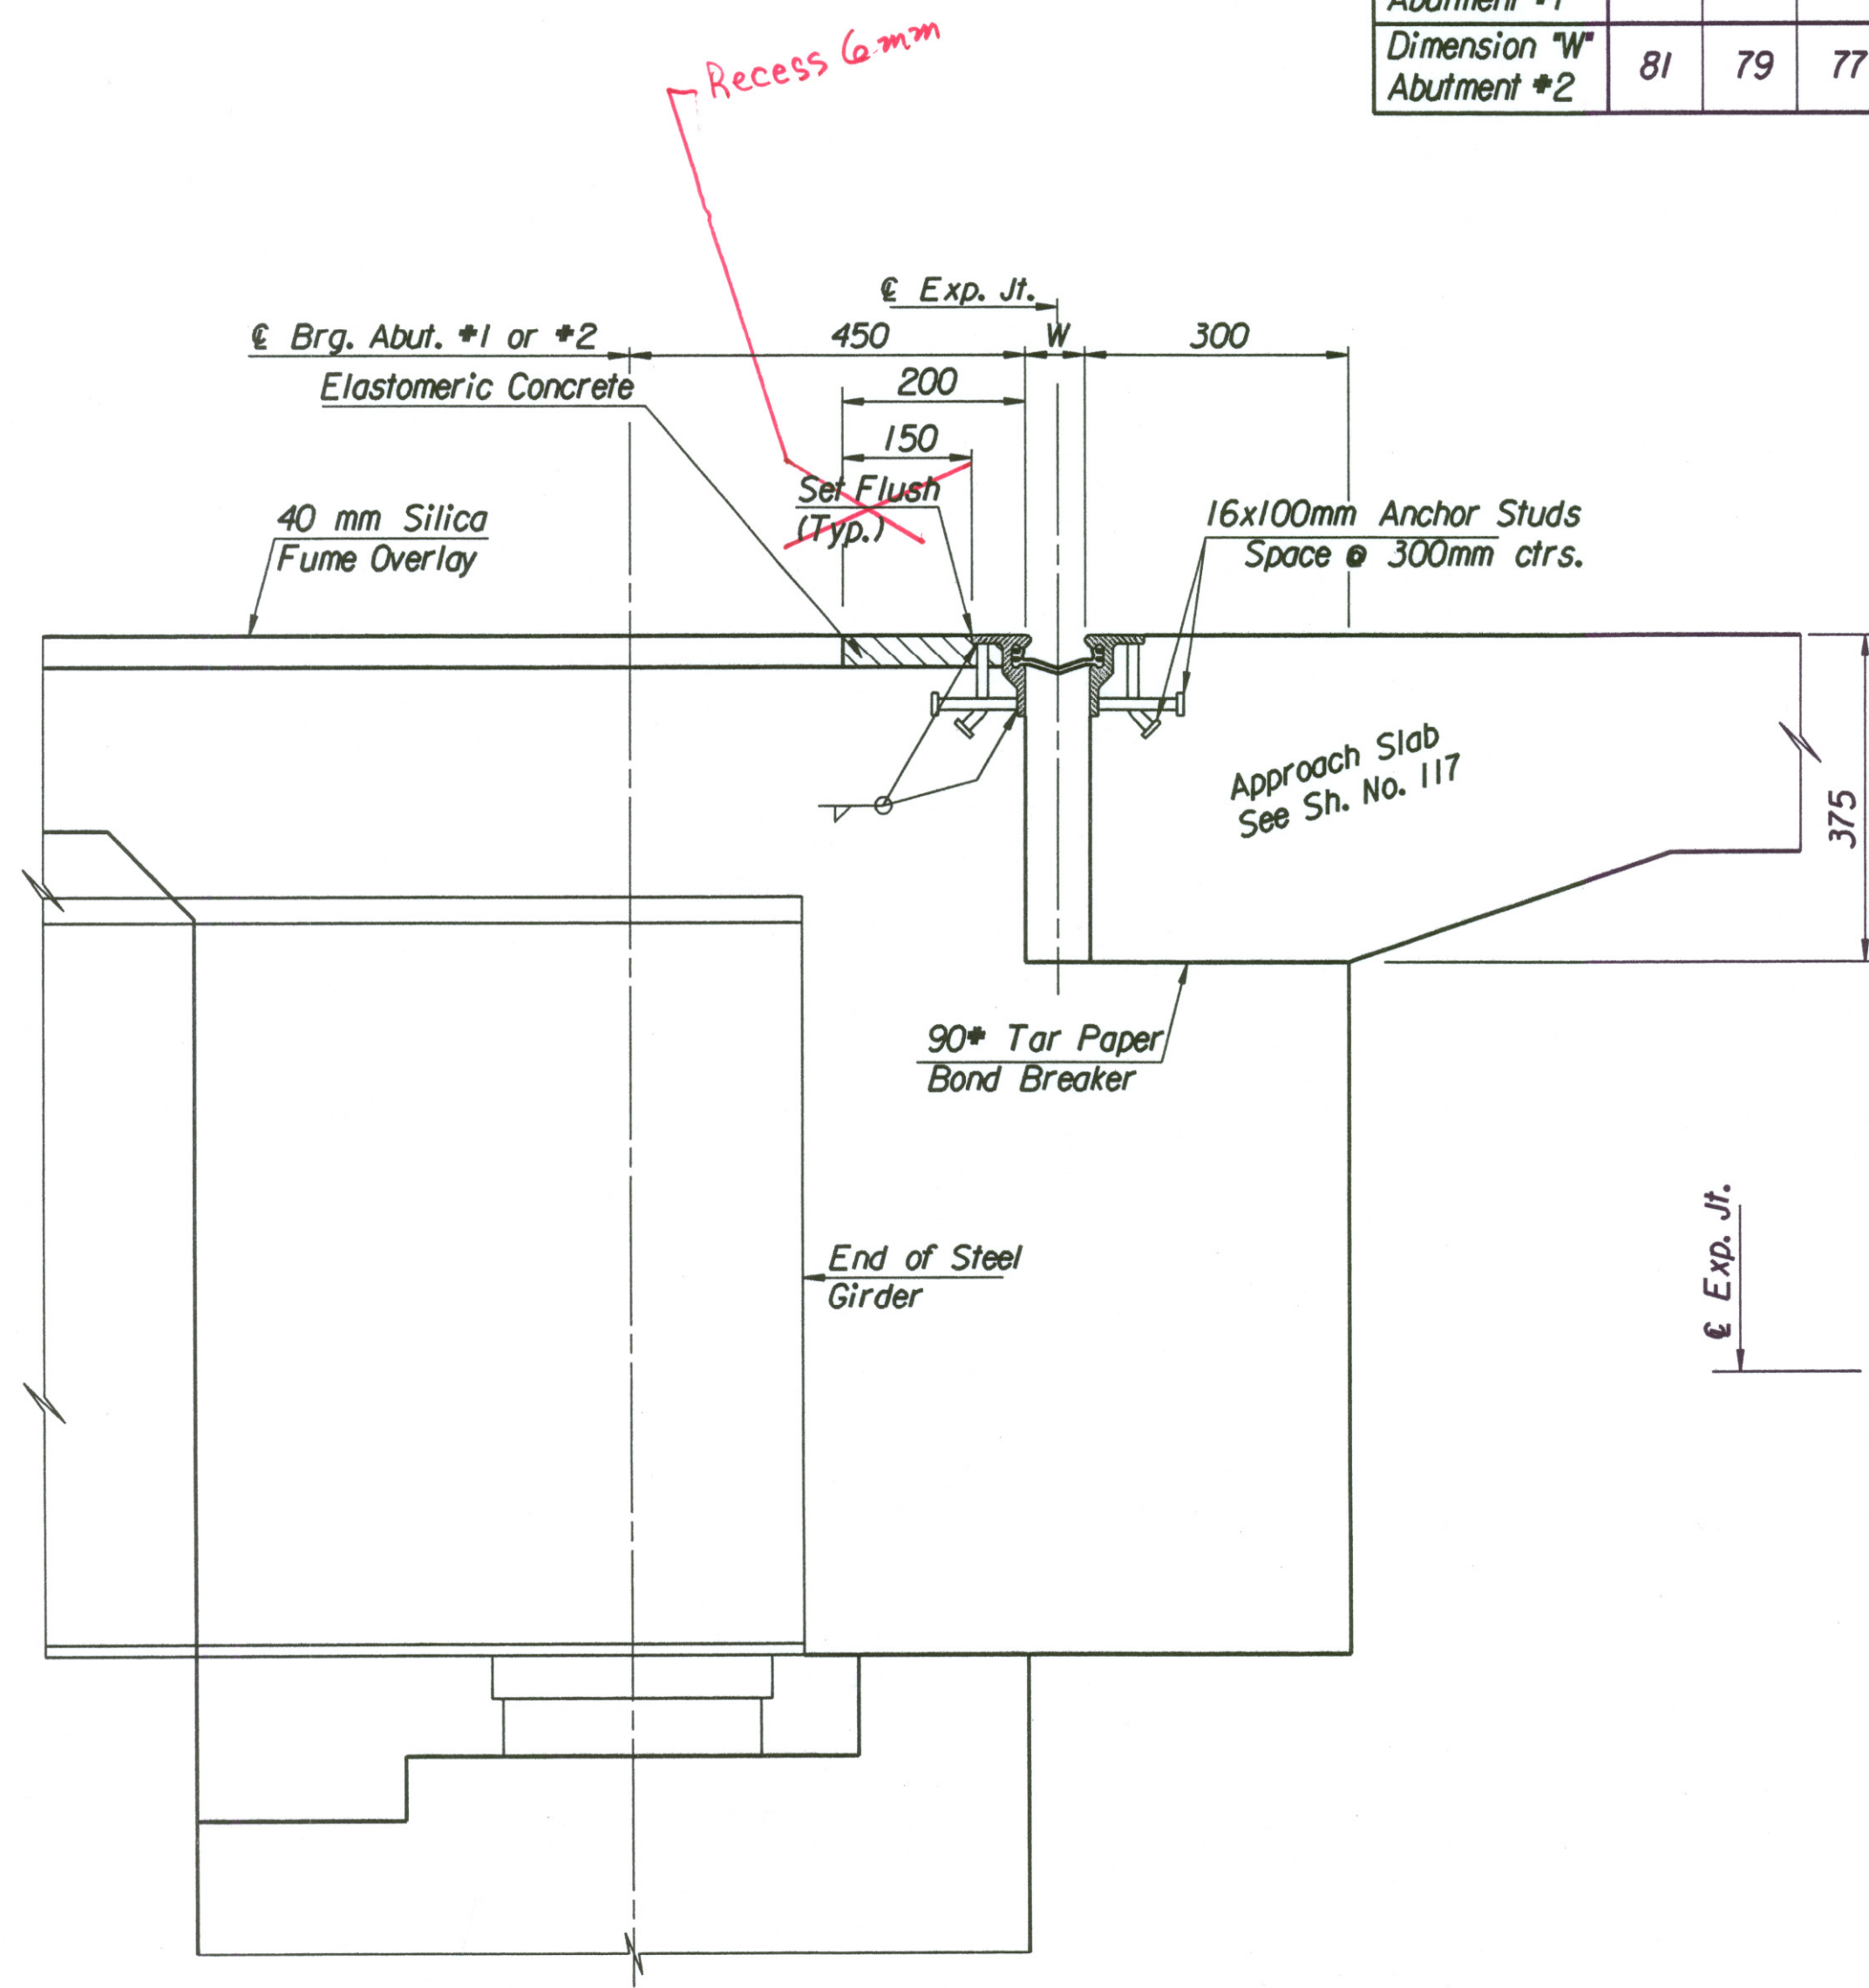 Abutment #1
Dimension "W"
Abutment #2
81 79 77
Recess 6mm
℄ Exp. Jt.
℄ Brg. Abut. #1 or #2
450 W 300
Elastomeric Concrete
200
150
Set Flush
(Typ.)
40 mm Silica
Fume Overlay
16x100mm Anchor Studs
Space @ 300mm ctrs.
Approach Slab
See Sh. No. 117
375
90# Tar Paper
Bond Breaker
End of Steel
Girder
℄ Exp. Jt.